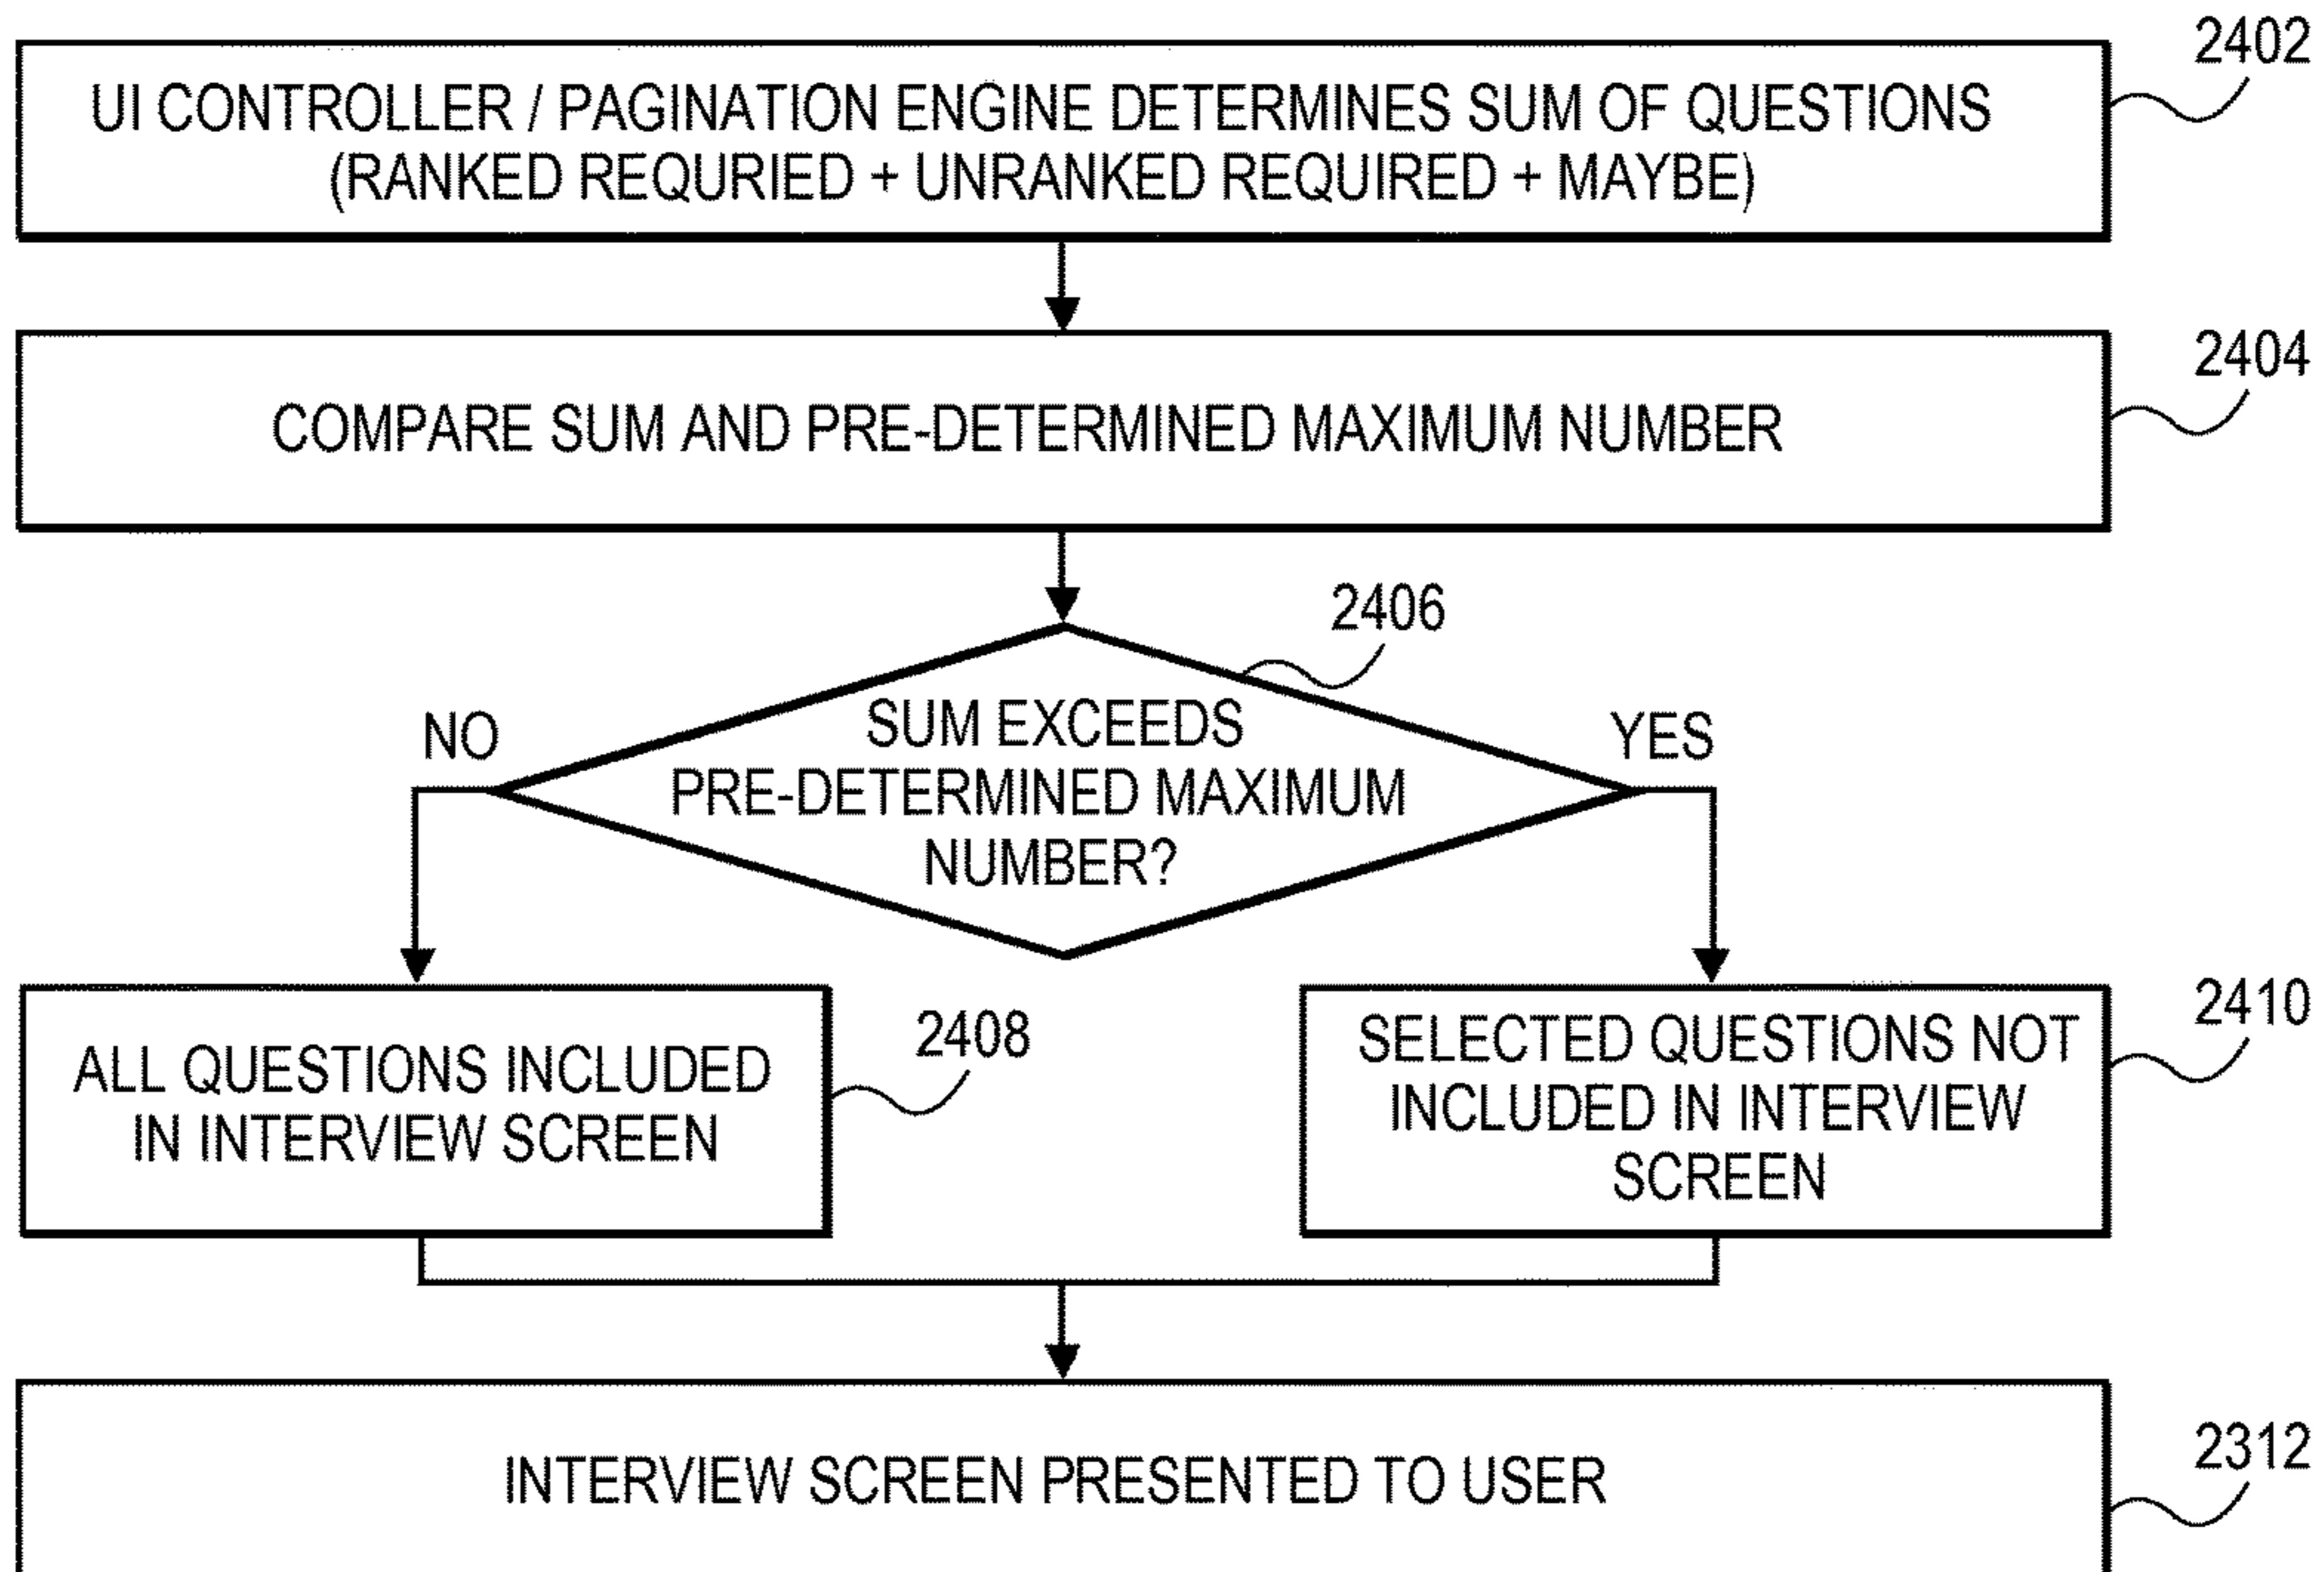 2402
UI CONTROLLER / PAGINATION ENGINE DETERMINES SUM OF QUESTIONS
(RANKED REQURIED + UNRANKED REQUIRED + MAYBE)
2404
COMPARE SUM AND PRE-DETERMINED MAXIMUM NUMBER
2406
NO
SUM EXCEEDS
PRE-DETERMINED MAXIMUM
NUMBER?
YES
ALL QUESTIONS INCLUDED
IN INTERVIEW SCREEN
2408
SELECTED QUESTIONS NOT
INCLUDED IN INTERVIEW
SCREEN
2410
INTERVIEW SCREEN PRESENTED TO USER
2312